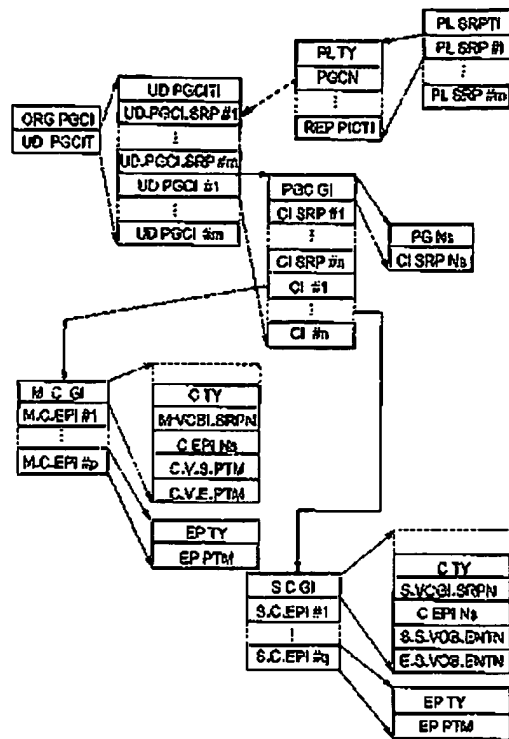 PL SRPTI
PL SRP #1
PL SRP #m
PL TY
PGCN
REP PICTI
UD PGCITI
UD.PGCI.SRP #1
UD.PGCI.SRP #m
UD PGCI #1
UD PGCI #m
ORG PGCI
UD PGCIT
PGC GI
CI SRP #1
CI SRP #n
CI #1
CI #n
PG Ns
CI SRP Ns
M C GI
M.C.EPI #1
M.C.EPI #p
C TY
M-VOBI.SRPN
C EPI Ns
C.V.S.PTM
C.V.E.PTM
EP TY
EP PTM
S C GI
S.C.EPI #1
S.C.EPI #q
C TY
S.VOGI.SRPN
C EPI Ns
S.S.VOB.ENTN
E.S.VOB.ENTN
EP TY
EP PTM